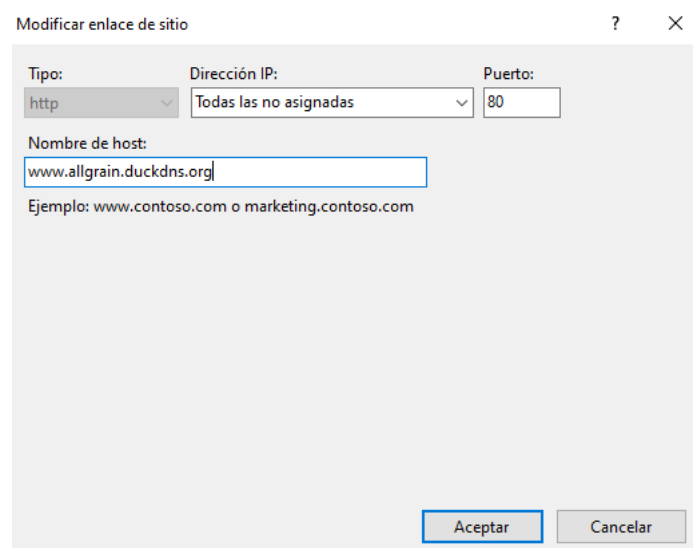 Modificar enlace de sitio ? ×
Tipo: Dirección IP: Puerto:
http Todas las no asignadas 80
Nombre de host:
www.allgrain.duckdns.org
Ejemplo: www.contoso.com o marketing.contoso.com
Aceptar Cancelar